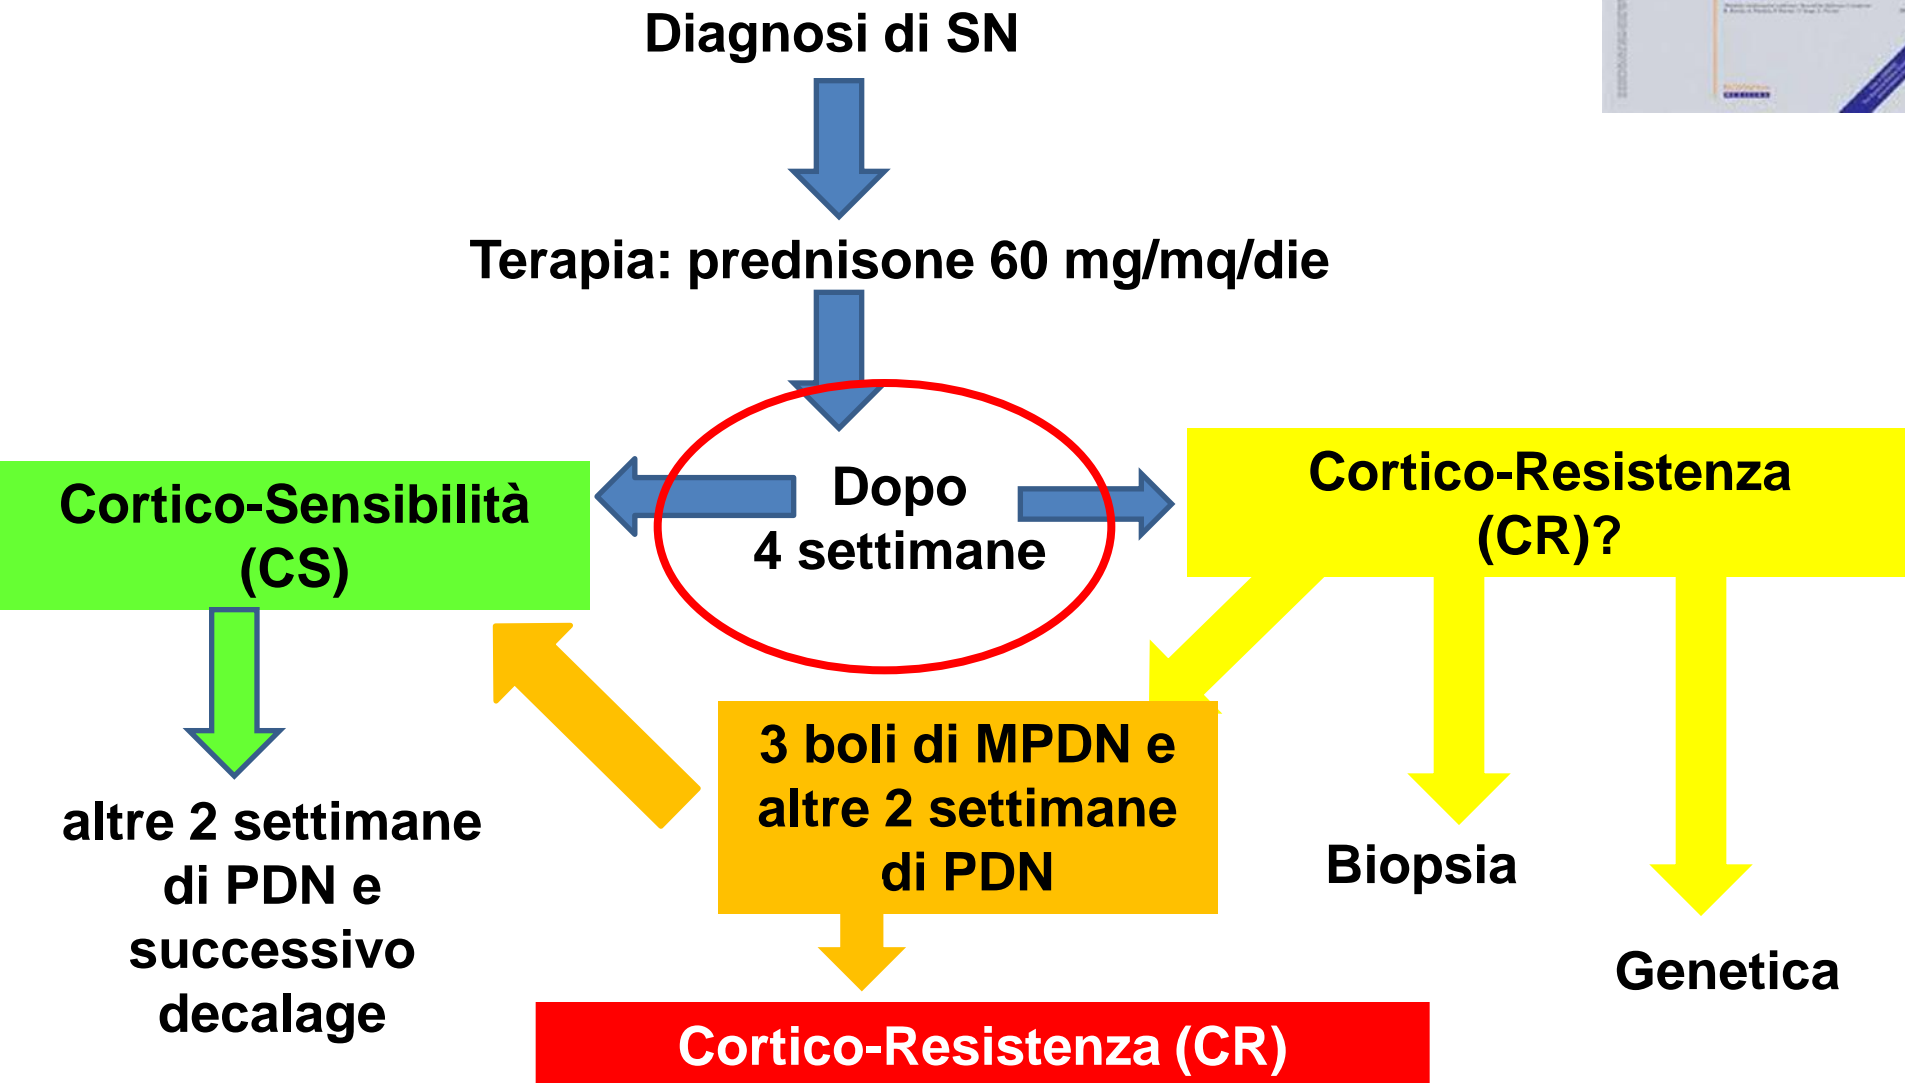 Diagnosi di SN
Terapia: prednisone 60 mg/mq/die
Dopo
4 settimane
Cortico-Sensibilità
(CS)
Cortico-Resistenza
(CR)?
altre 2 settimane
di PDN e
successivo
decalage
3 boli di MPDN e
altre 2 settimane
di PDN
Biopsia
Genetica
Cortico-Resistenza (CR)